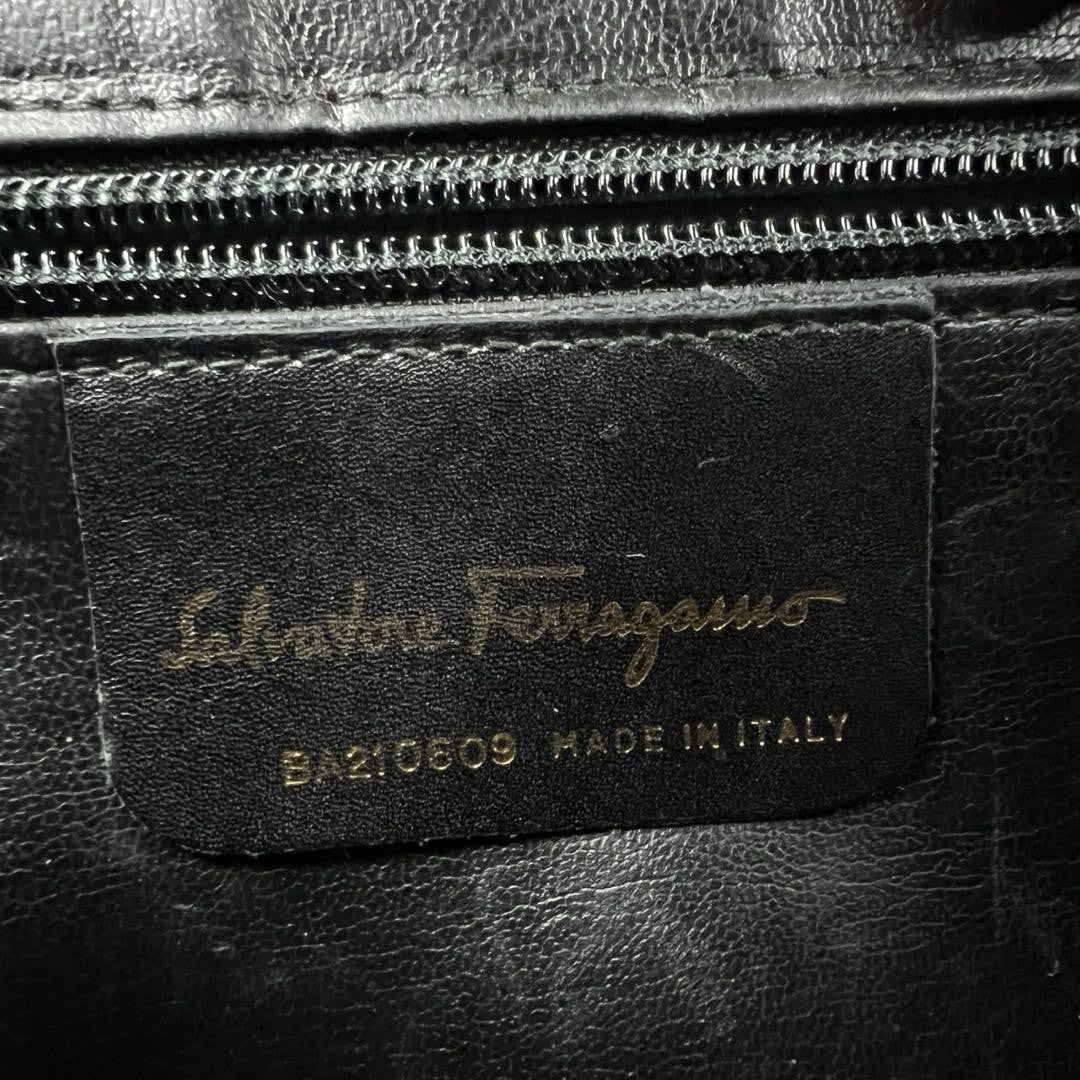 Salvatore Ferragamo
BA210609 MADE IN ITALY